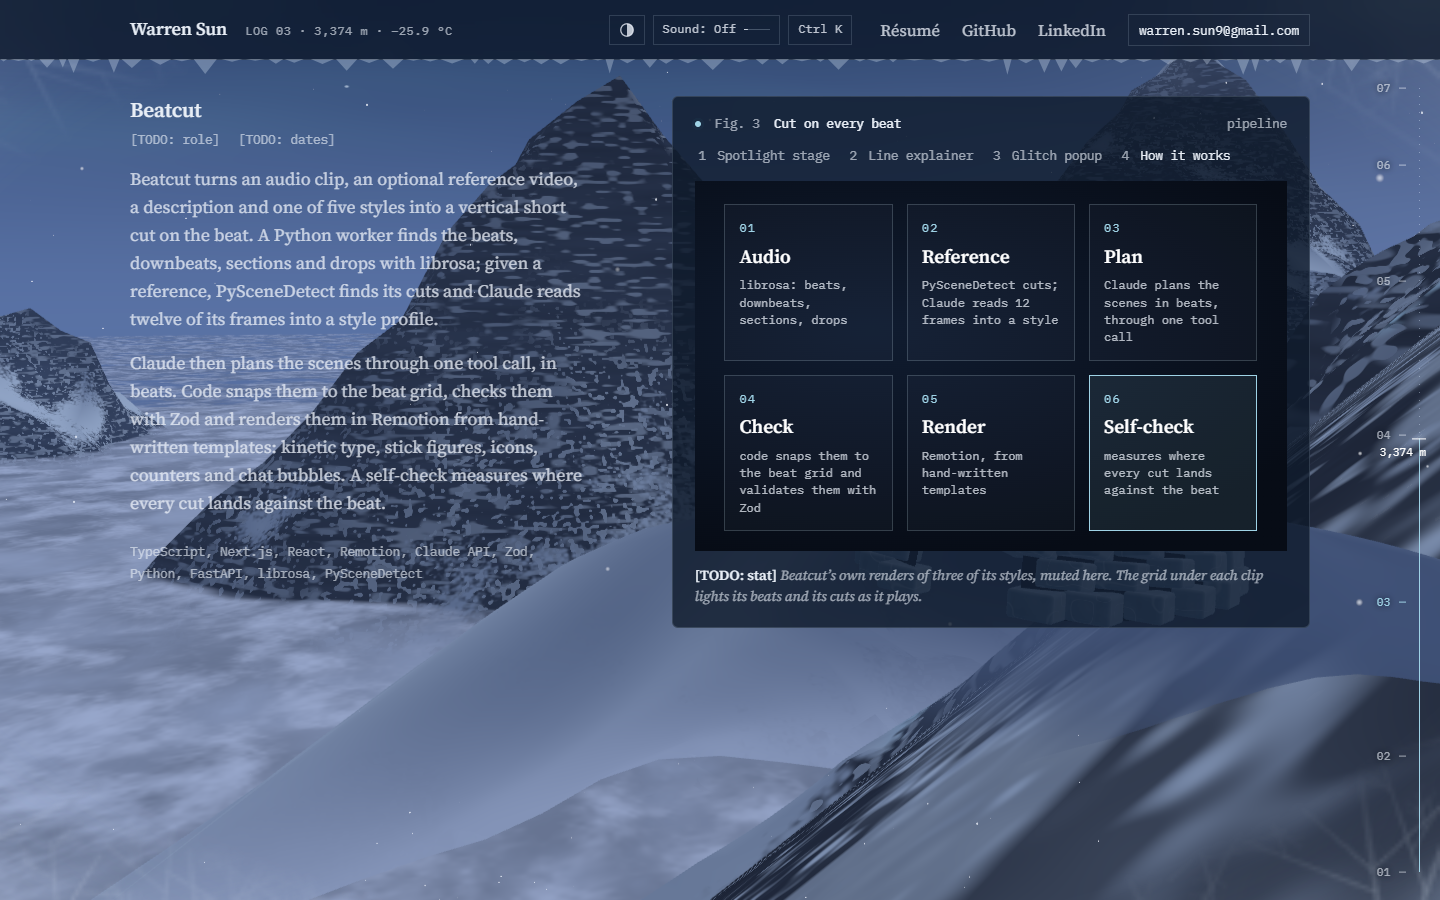 Warren Sun LOG 03 · 3,374 m · −25.9 °C Sound: Off Ctrl K Résumé GitHub LinkedIn warren.sun9@gmail.com
Beatcut
[TODO: role] [TODO: dates]
Beatcut turns an audio clip, an optional reference video,
a description and one of five styles into a vertical short
cut on the beat. A Python worker finds the beats,
downbeats, sections and drops with librosa; given a
reference, PySceneDetect finds its cuts and Claude reads
twelve of its frames into a style profile.
Claude then plans the scenes through one tool call, in
beats. Code snaps them to the beat grid, checks them
with Zod and renders them in Remotion from hand-
written templates: kinetic type, stick figures, icons,
counters and chat bubbles. A self-check measures where
every cut lands against the beat.
TypeScript, Next.js, React, Remotion, Claude API, Zod,
Python, FastAPI, librosa, PySceneDetect
Fig. 3 Cut on every beat pipeline
1 Spotlight stage 2 Line explainer 3 Glitch popup 4 How it works
01
Audio
librosa: beats,
downbeats,
sections, drops
02
Reference
PySceneDetect cuts;
Claude reads 12
frames into a style
03
Plan
Claude plans the
scenes in beats,
through one tool
call
04
Check
code snaps them to
the beat grid and
validates them with
Zod
05
Render
Remotion, from
hand-written
templates
06
Self-check
measures where
every cut lands
against the beat
[TODO: stat] Beatcut’s own renders of three of its styles, muted here. The grid under each clip
lights its beats and its cuts as it plays.
07
06
05
04
3,374 m
03
02
01